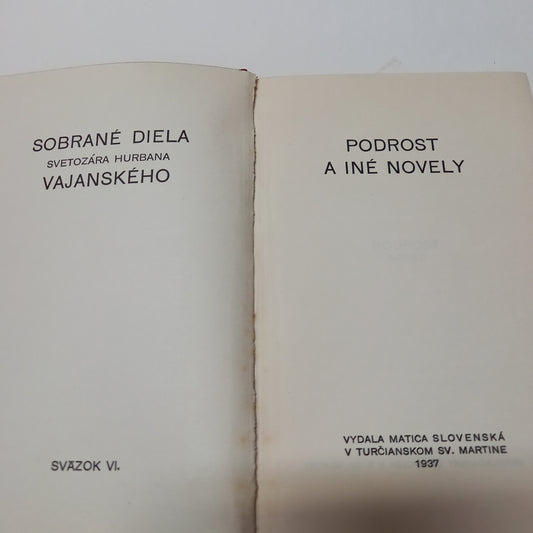 SOBRANÉ DIELA
SVETOZÁRA HURBANA
VAJANSKÉHO
SVÄZOK VI.
PODROST
A INÉ NOVELY
VYDALA MATICA SLOVENSKÁ
V TURČIANSKOM SV. MARTINE
1937